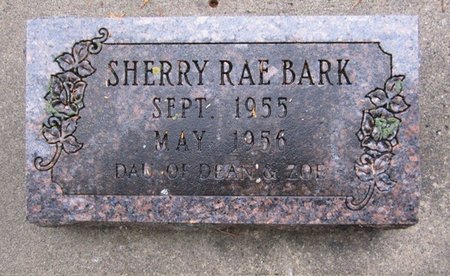 SHERRY RAE BARK
SEPT. 1955
MAY 1956
DAU. OF DEAN & ZOE